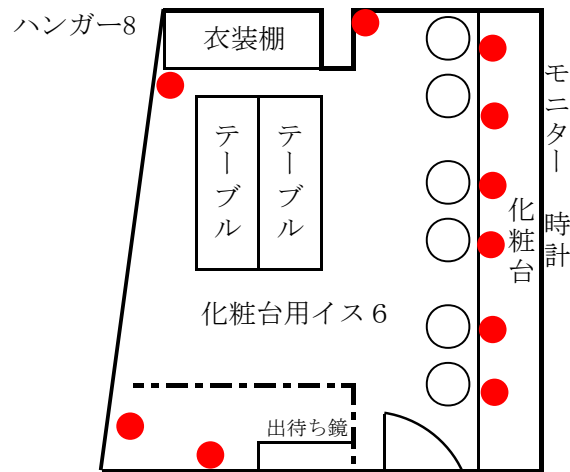 ハンガー8
衣装棚
テーブル
テーブル
モニター　時計
化粧台
化粧台用イス６
出待ち鏡